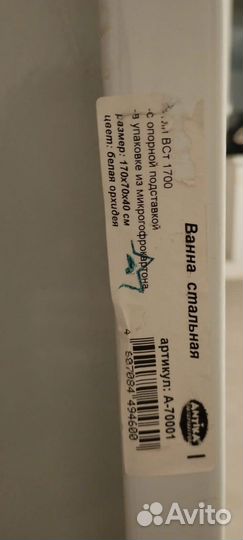 Ванна стальная
артикул: А-70001
ВСт 1700
-с опорной подставкой
-в упаковке из микрогофрокартона
размер: 170х70х40 см
цвет: белая орхидея
4 607084 494600
АНТИКА
Avito